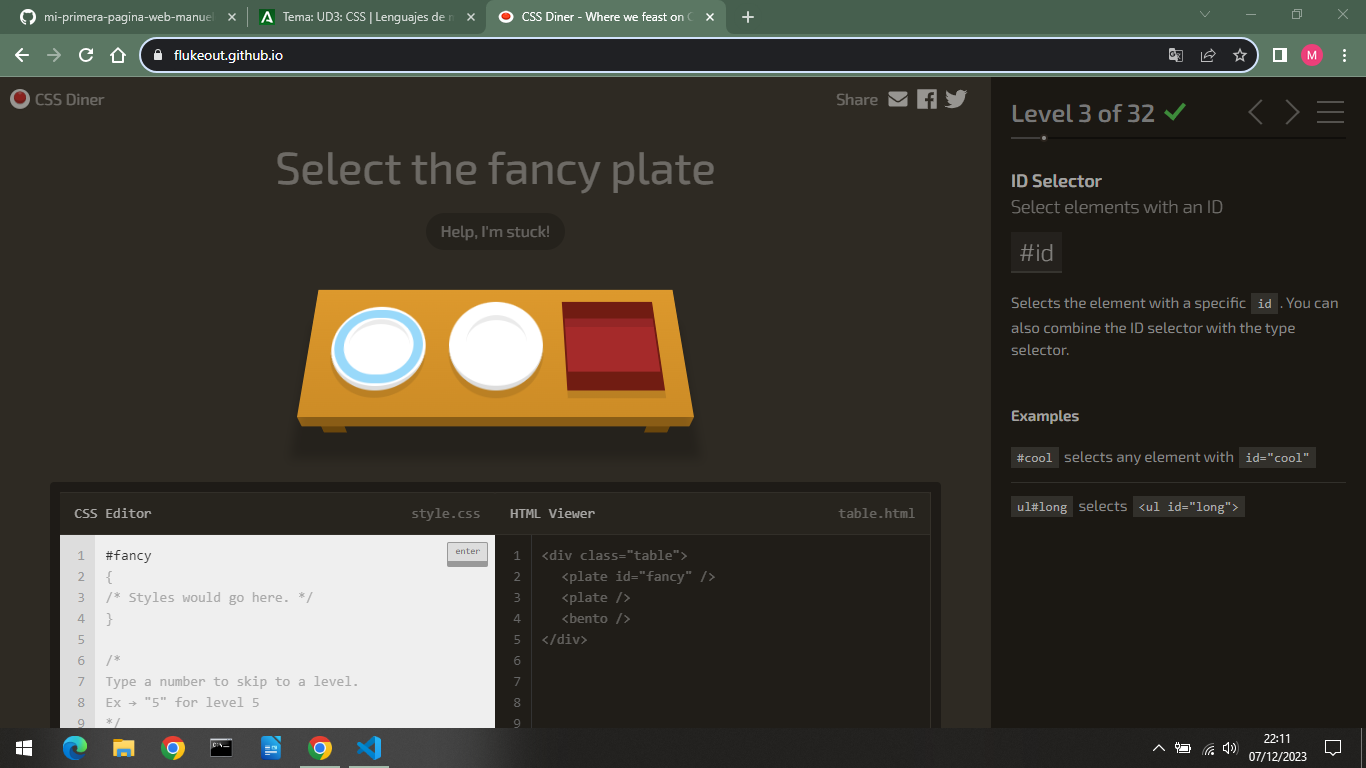 mi-primera-pagina-web-manuel
Tema: UD3: CSS | Lenguajes de m
CSS Diner - Where we feast on C
flukeout.github.io
M
CSS Diner
Share
Select the fancy plate
Help, I'm stuck!
Level 3 of 32
ID Selector
Select elements with an ID
#id
Selects the element with a specific id . You can
also combine the ID selector with the type
selector.
Examples
#cool selects any element with id="cool"
ul#long selects <ul id="long">
CSS Editor
style.css
HTML Viewer
table.html
1 #fancy
enter
2 {
3 /* Styles would go here. */
4 }
5
6 /*
7 Type a number to skip to a level.
8 Ex → "5" for level 5
9 */
1 <div class="table">
2 <plate id="fancy" />
3 <plate />
4 <bento />
5 </div>
6
7
8
9
22:11
07/12/2023